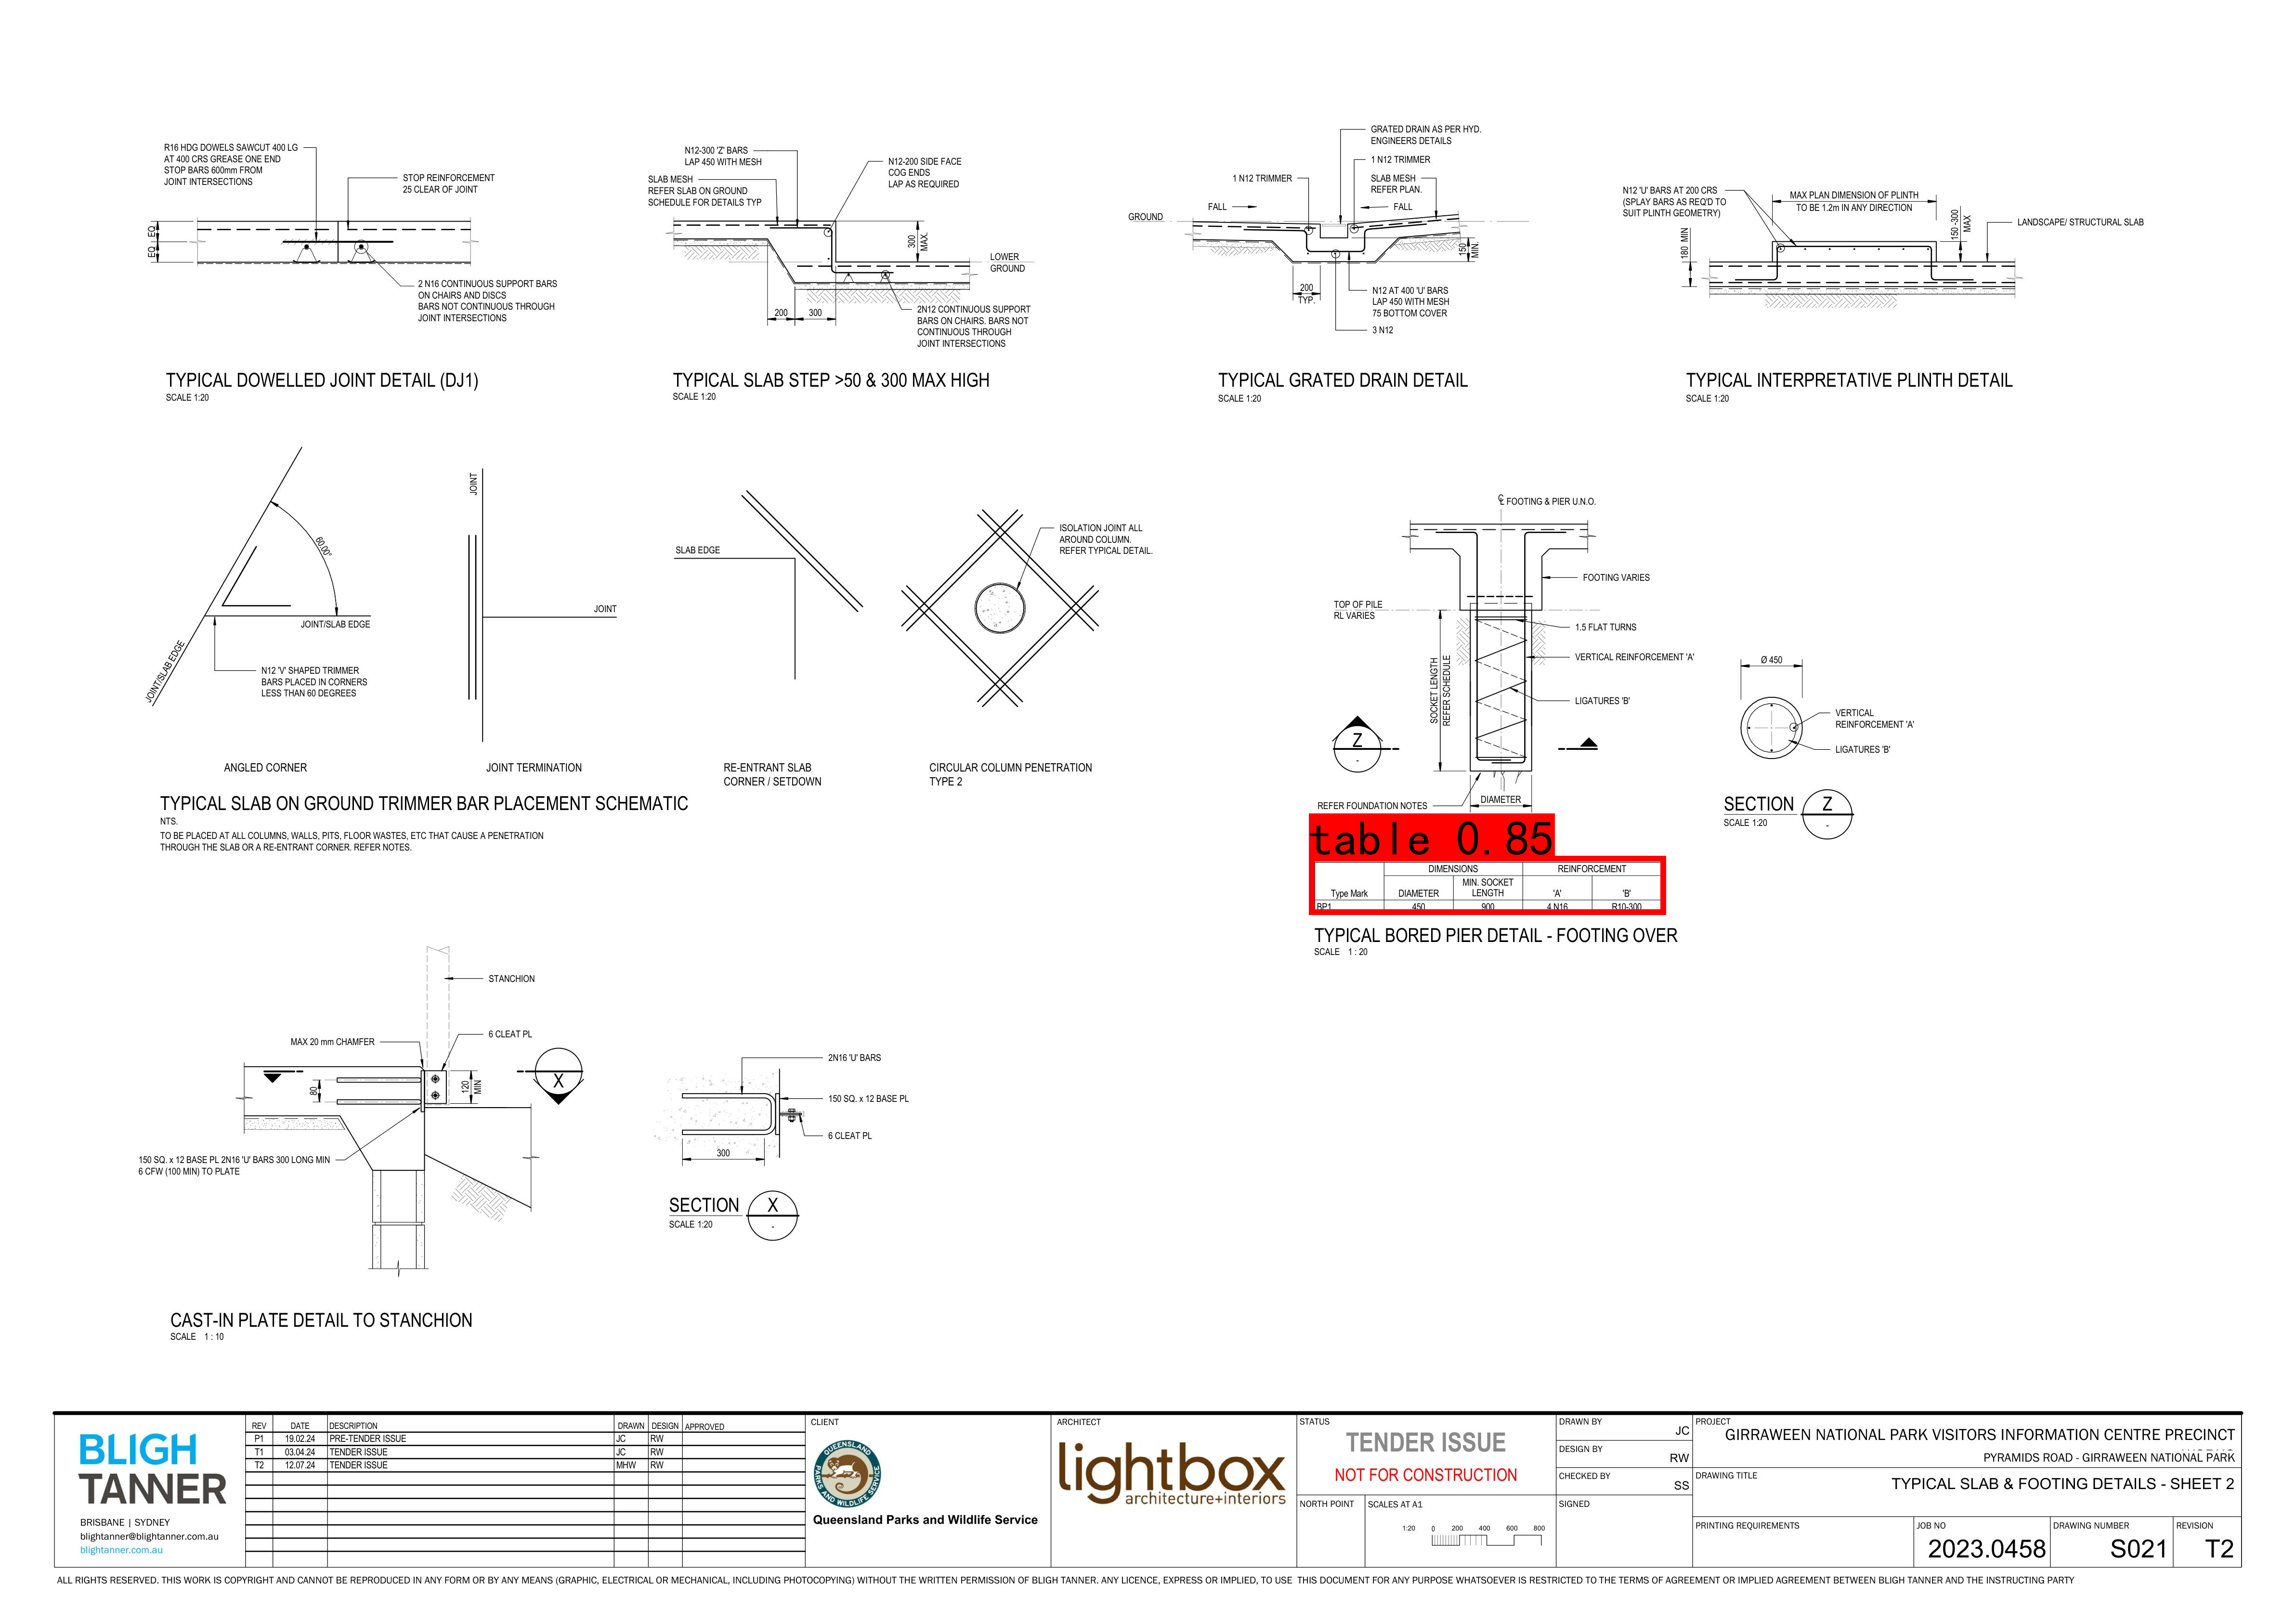 R16 HDG DOWELS SAWCUT 400 LG
AT 400 CRS GREASE ONE END
STOP BARS 600mm FROM
JOINT INTERSECTIONS
STOP REINFORCEMENT
25 CLEAR OF JOINT
EQ
EQ
2 N16 CONTINUOUS SUPPORT BARS
ON CHAIRS AND DISCS
BARS NOT CONTINUOUS THROUGH
JOINT INTERSECTIONS
TYPICAL DOWELLED JOINT DETAIL (DJ1)
SCALE 1:20
N12-300 'Z' BARS
LAP 450 WITH MESH
SLAB MESH
REFER SLAB ON GROUND
SCHEDULE FOR DETAILS TYP
N12-200 SIDE FACE
COG ENDS
LAP AS REQUIRED
300
MAX.
LOWER
GROUND
200
300
2N12 CONTINUOUS SUPPORT
BARS ON CHAIRS. BARS NOT
CONTINUOUS THROUGH
JOINT INTERSECTIONS
TYPICAL SLAB STEP >50 & 300 MAX HIGH
SCALE 1:20
GRATED DRAIN AS PER HYD.
ENGINEERS DETAILS
1 N12 TRIMMER
1 N12 TRIMMER
SLAB MESH
REFER PLAN.
FALL
FALL
GROUND
150
MIN.
200
TYP.
N12 AT 400 'U' BARS
LAP 450 WITH MESH
75 BOTTOM COVER
3 N12
TYPICAL GRATED DRAIN DETAIL
SCALE 1:20
N12 'U' BARS AT 200 CRS
(SPLAY BARS AS REQ'D TO
SUIT PLINTH GEOMETRY)
MAX PLAN DIMENSION OF PLINTH
TO BE 1.2m IN ANY DIRECTION
150 -300
MAX
LANDSCAPE/ STRUCTURAL SLAB
180 MIN
TYPICAL INTERPRETATIVE PLINTH DETAIL
SCALE 1:20
60.00°
JOINT/SLAB EDGE
JOINT/SLAB EDGE
N12 'V' SHAPED TRIMMER
BARS PLACED IN CORNERS
LESS THAN 60 DEGREES
ANGLED CORNER
JOINT
JOINT
JOINT TERMINATION
SLAB EDGE
RE-ENTRANT SLAB
CORNER / SETDOWN
ISOLATION JOINT ALL
AROUND COLUMN.
REFER TYPICAL DETAIL.
CIRCULAR COLUMN PENETRATION
TYPE 2
TYPICAL SLAB ON GROUND TRIMMER BAR PLACEMENT SCHEMATIC
NTS.
TO BE PLACED AT ALL COLUMNS, WALLS, PITS, FLOOR WASTES, ETC THAT CAUSE A PENETRATION
THROUGH THE SLAB OR A RE-ENTRANT CORNER. REFER NOTES.
℄ FOOTING & PIER U.N.O.
FOOTING VARIES
TOP OF PILE
RL VARIES
1.5 FLAT TURNS
VERTICAL REINFORCEMENT 'A'
SOCKET LENGTH
REFER SCHEDULE
LIGATURES 'B'
Z
-
REFER FOUNDATION NOTES
DIAMETER
Ø 450
VERTICAL
REINFORCEMENT 'A'
LIGATURES 'B'
SECTION Z
SCALE 1:20 -
table 0.85
DIMENSIONS REINFORCEMENT
Type Mark DIAMETER MIN. SOCKET LENGTH 'A' 'B'
BP1 450 900 4 N16 R10-300
TYPICAL BORED PIER DETAIL - FOOTING OVER
SCALE 1 : 20
STANCHION
6 CLEAT PL
MAX 20 mm CHAMFER
X
80
120
MIN
150 SQ. x 12 BASE PL 2N16 'U' BARS 300 LONG MIN
6 CFW (100 MIN) TO PLATE
CAST-IN PLATE DETAIL TO STANCHION
SCALE 1 : 10
2N16 'U' BARS
150 SQ. x 12 BASE PL
6 CLEAT PL
300
SECTION X
SCALE 1:20 -
BLIGH
TANNER
BRISBANE | SYDNEY
blightanner@blightanner.com.au
blightanner.com.au
REV DATE DESCRIPTION DRAWN DESIGN APPROVED
P1 19.02.24 PRE-TENDER ISSUE JC RW
T1 03.04.24 TENDER ISSUE JC RW
T2 12.07.24 TENDER ISSUE MHW RW
CLIENT
QUEENSLAND
PARKS AND WILDLIFE SERVICE
Queensland Parks and Wildlife Service
ARCHITECT
lightbox
architecture+interiors
STATUS
TENDER ISSUE
NOT FOR CONSTRUCTION
NORTH POINT
SCALES AT A1
1:20 0 200 400 600 800
DRAWN BY JC
DESIGN BY RW
CHECKED BY SS
SIGNED
PROJECT
GIRRAWEEN NATIONAL PARK VISITORS INFORMATION CENTRE PRECINCT
PYRAMIDS ROAD - GIRRAWEEN NATIONAL PARK
DRAWING TITLE
TYPICAL SLAB & FOOTING DETAILS - SHEET 2
PRINTING REQUIREMENTS
JOB NO
2023.0458
DRAWING NUMBER
S021
REVISION
T2
ALL RIGHTS RESERVED. THIS WORK IS COPYRIGHT AND CANNOT BE REPRODUCED IN ANY FORM OR BY ANY MEANS (GRAPHIC, ELECTRICAL OR MECHANICAL, INCLUDING PHOTOCOPYING) WITHOUT THE WRITTEN PERMISSION OF BLIGH TANNER. ANY LICENCE, EXPRESS OR IMPLIED, TO USE THIS DOCUMENT FOR ANY PURPOSE WHATSOEVER IS RESTRICTED TO THE TERMS OF AGREEMENT OR IMPLIED AGREEMENT BETWEEN BLIGH TANNER AND THE INSTRUCTING PARTY